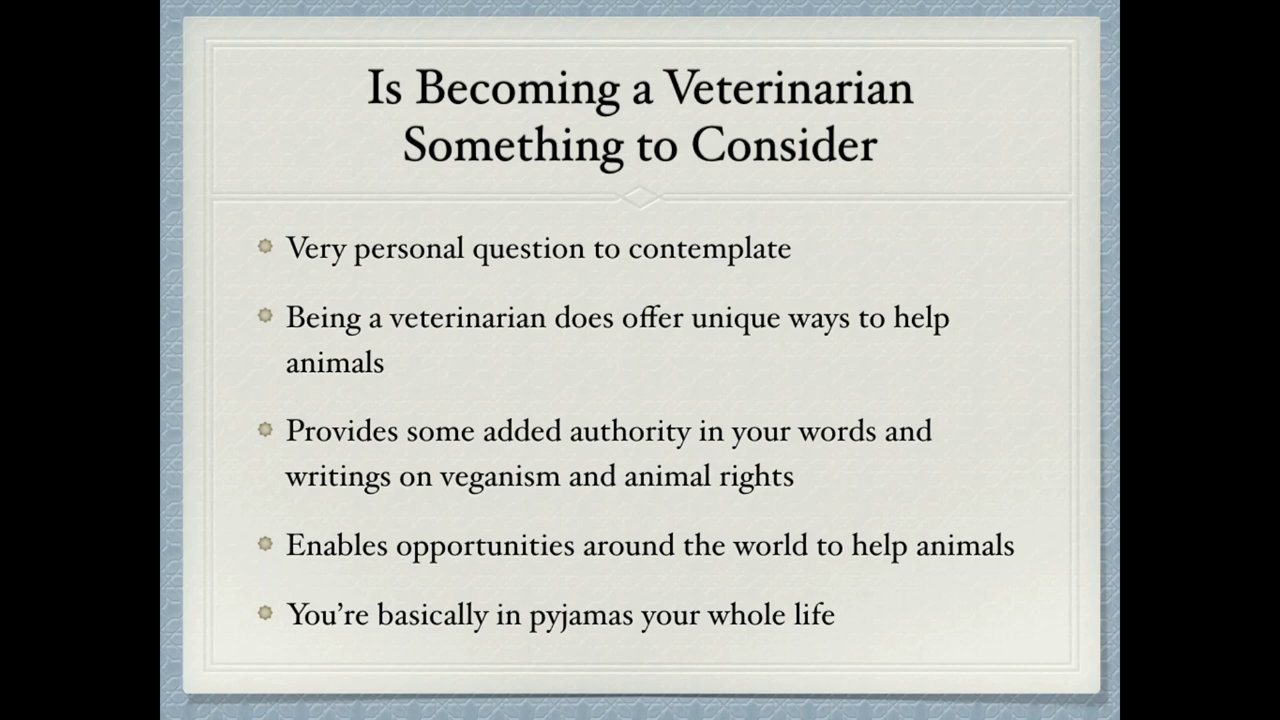 Is Becoming a Veterinarian
Something to Consider
Very personal question to contemplate
Being a veterinarian does offer unique ways to help
animals
Provides some added authority in your words and
writings on veganism and animal rights
Enables opportunities around the world to help animals
You’re basically in pyjamas your whole life